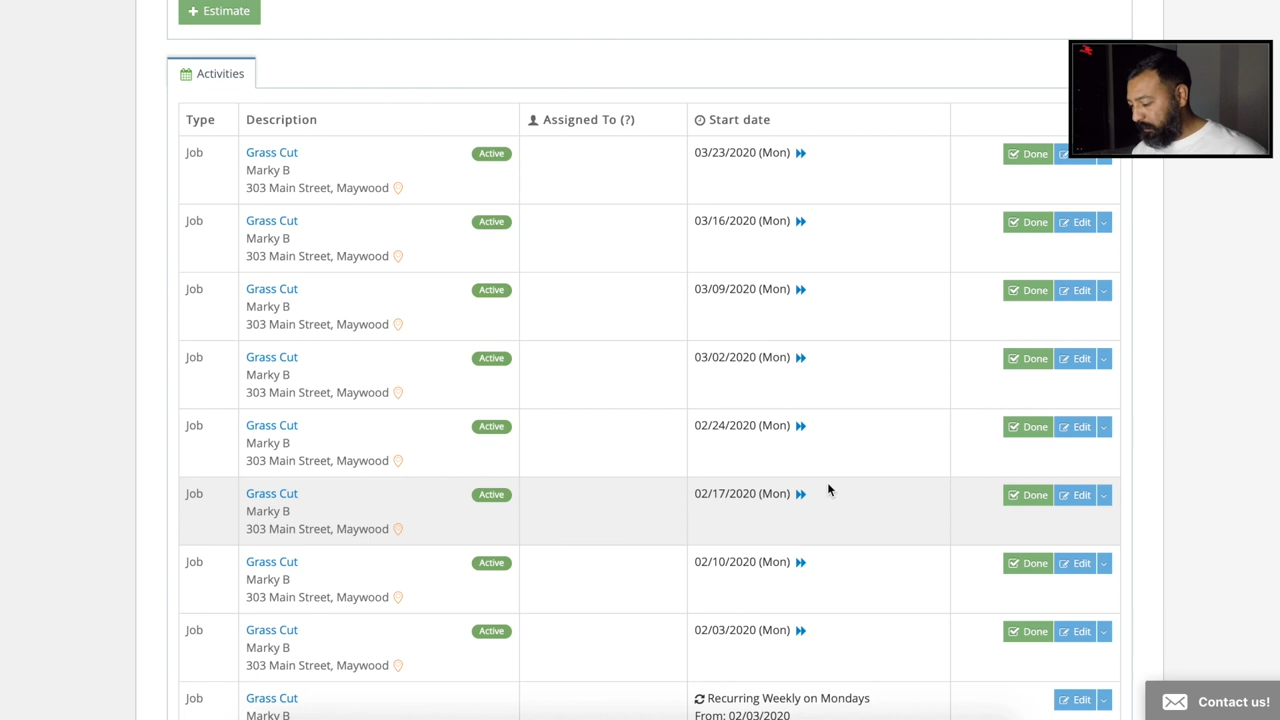 + Estimate
Activities
Type Description Assigned To (?) Start date
Job Grass Cut Active 03/23/2020 (Mon) Done
Marky B
303 Main Street, Maywood
Job Grass Cut Active 03/16/2020 (Mon) Done Edit
Marky B
303 Main Street, Maywood
Job Grass Cut Active 03/09/2020 (Mon) Done Edit
Marky B
303 Main Street, Maywood
Job Grass Cut Active 03/02/2020 (Mon) Done Edit
Marky B
303 Main Street, Maywood
Job Grass Cut Active 02/24/2020 (Mon) Done Edit
Marky B
303 Main Street, Maywood
Job Grass Cut Active 02/17/2020 (Mon) Done Edit
Marky B
303 Main Street, Maywood
Job Grass Cut Active 02/10/2020 (Mon) Done Edit
Marky B
303 Main Street, Maywood
Job Grass Cut Active 02/03/2020 (Mon) Done Edit
Marky B
303 Main Street, Maywood
Job Grass Cut Recurring Weekly on Mondays Edit
Marky B From: 02/03/2020
Contact us!